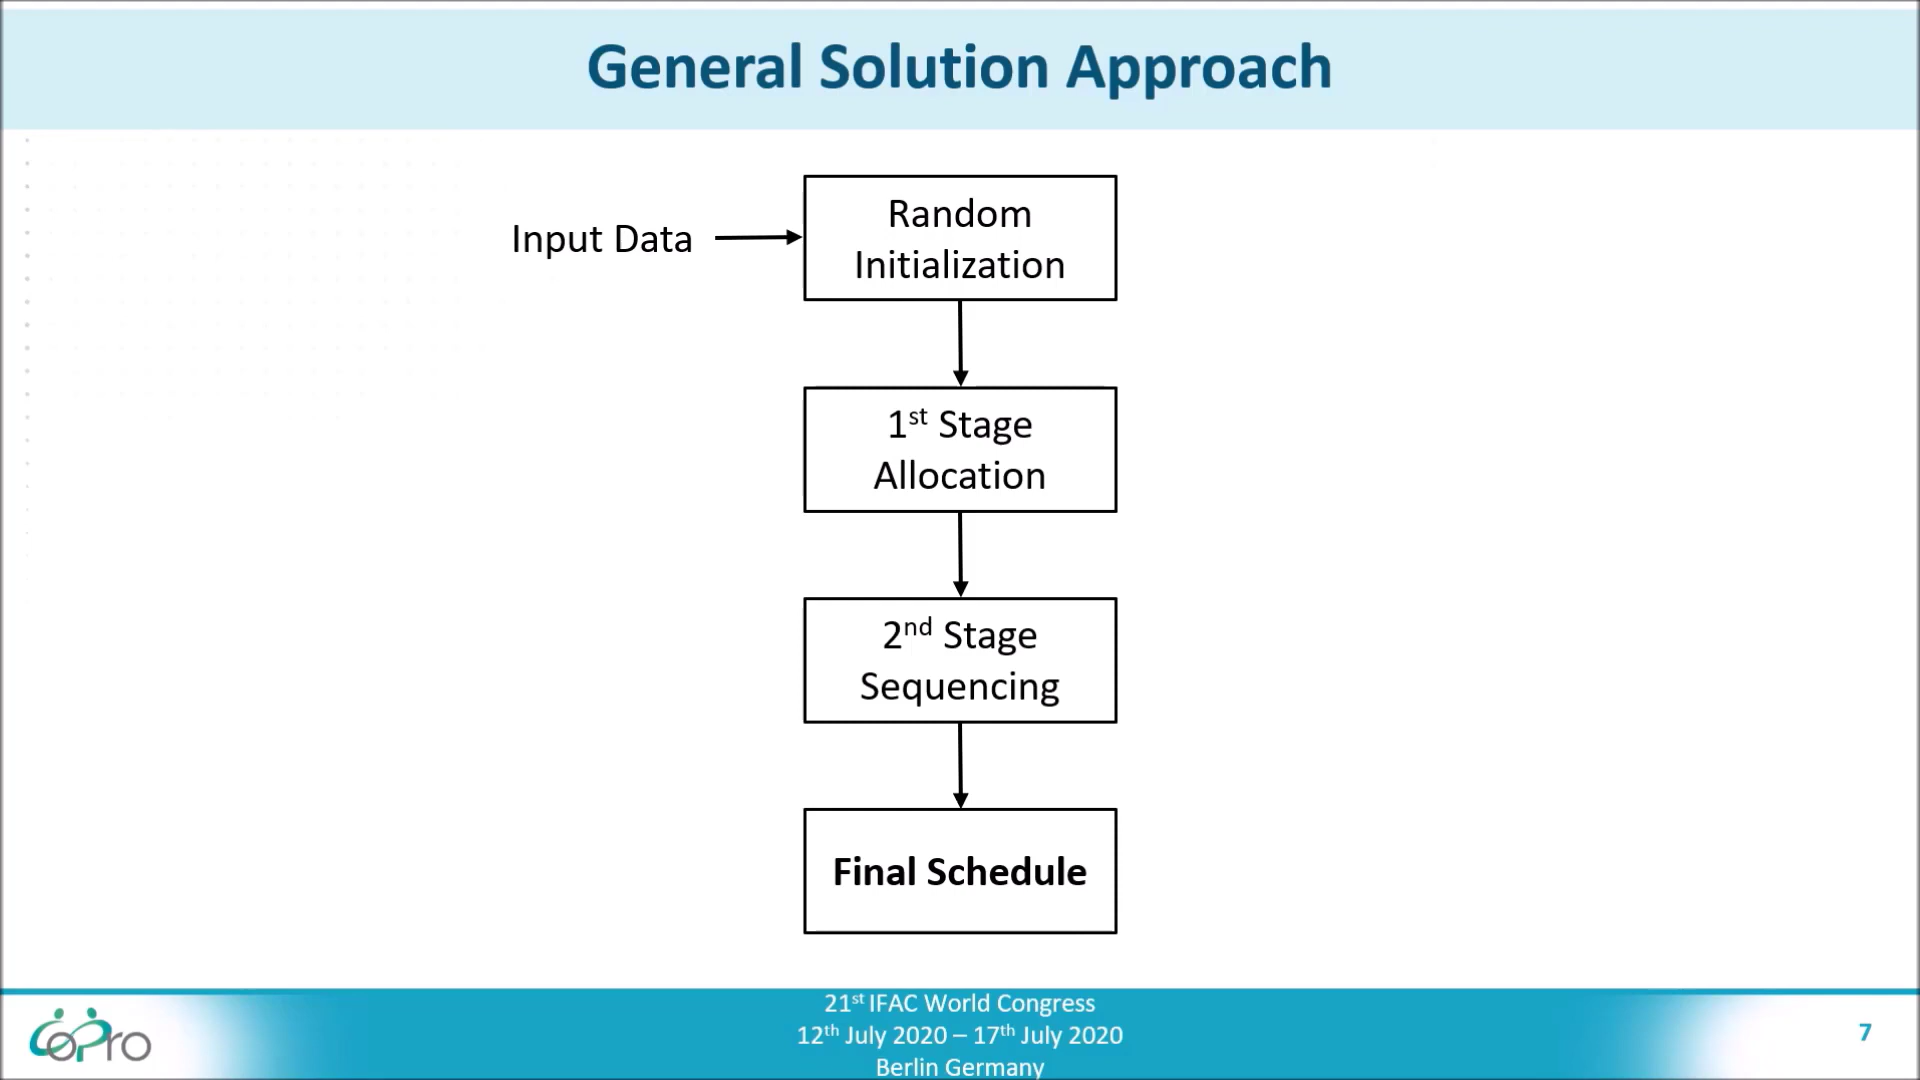 General Solution Approach
Input Data
Random
Initialization
1st Stage
Allocation
2nd Stage
Sequencing
Final Schedule
CoPro
21st IFAC World Congress
12th July 2020 – 17th July 2020
Berlin Germany
7